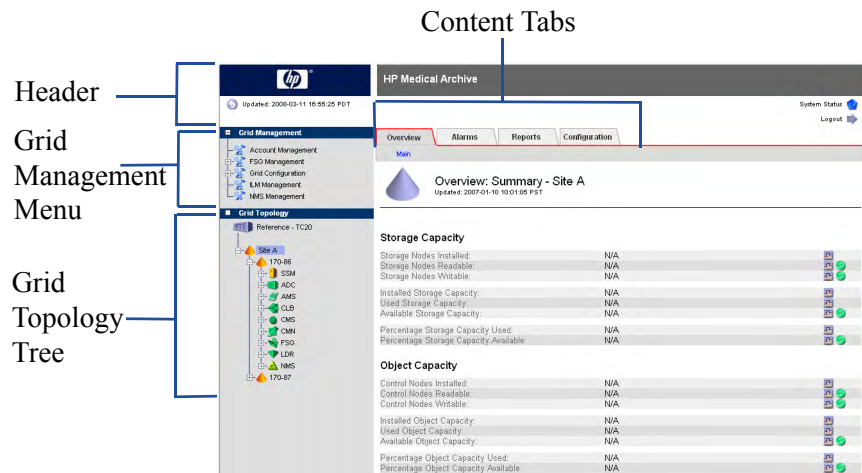 Content Tabs
Header
Grid
Management
Menu
Grid
Topology
Tree
hp
HP Medical Archive
Updated: 2008-03-11 16:55:25 PDT
System Status
Logout
Grid Management
Account Management
FSG Management
Grid Configuration
ILM Management
NMS Management
Grid Topology
Reference - TC20
Site A
170-86
SSM
ADC
AMS
CLB
CMS
CMN
FSG
LDR
NMS
170-87
Overview Alarms Reports Configuration
Main
Overview: Summary - Site A
Updated: 2007-01-10 10:01:05 PST
Storage Capacity
Storage Nodes Installed: N/A
Storage Nodes Readable: N/A
Storage Nodes Writable: N/A
Installed Storage Capacity: N/A
Used Storage Capacity: N/A
Available Storage Capacity: N/A
Percentage Storage Capacity Used: N/A
Percentage Storage Capacity Available: N/A
Object Capacity
Control Nodes Installed: N/A
Control Nodes Readable: N/A
Control Nodes Writable: N/A
Installed Object Capacity: N/A
Used Object Capacity: N/A
Available Object Capacity: N/A
Percentage Object Capacity Used: N/A
Percentage Object Capacity Available: N/A